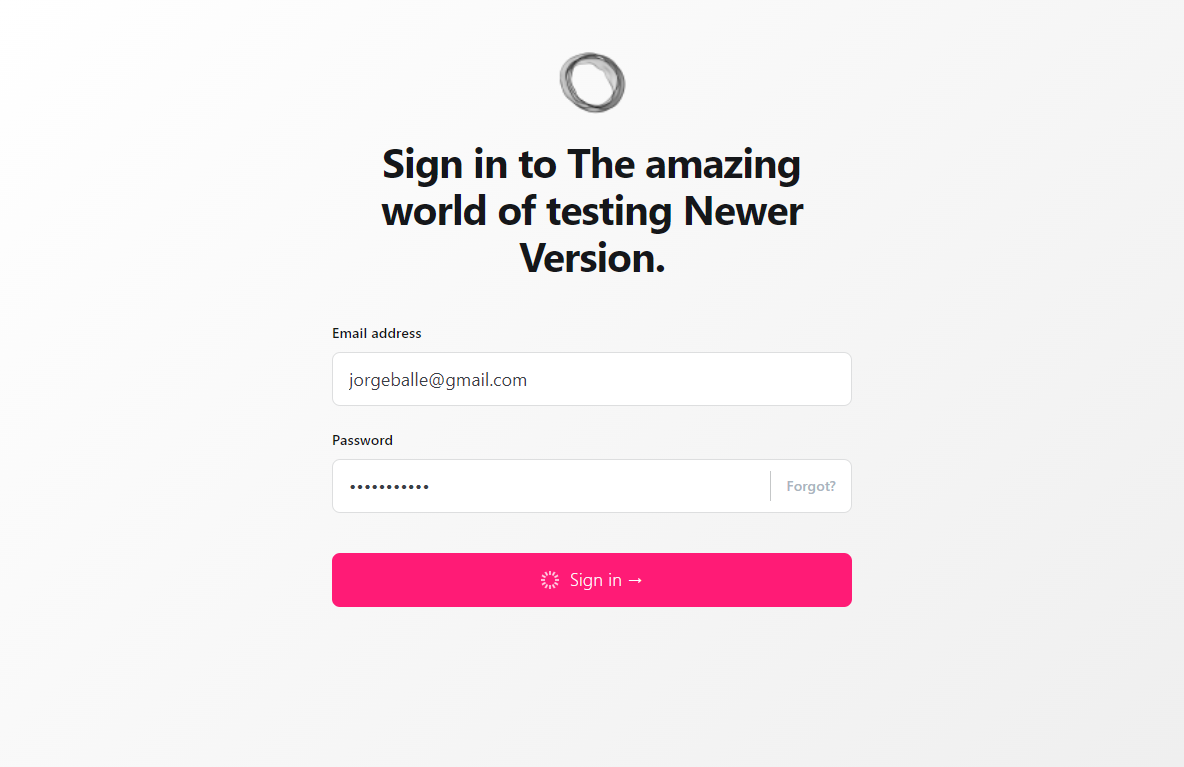 Sign in to The amazing
world of testing Newer
Version.
Email address
jorgeballe@gmail.com
Password
•••••••••••
Forgot?
Sign in →